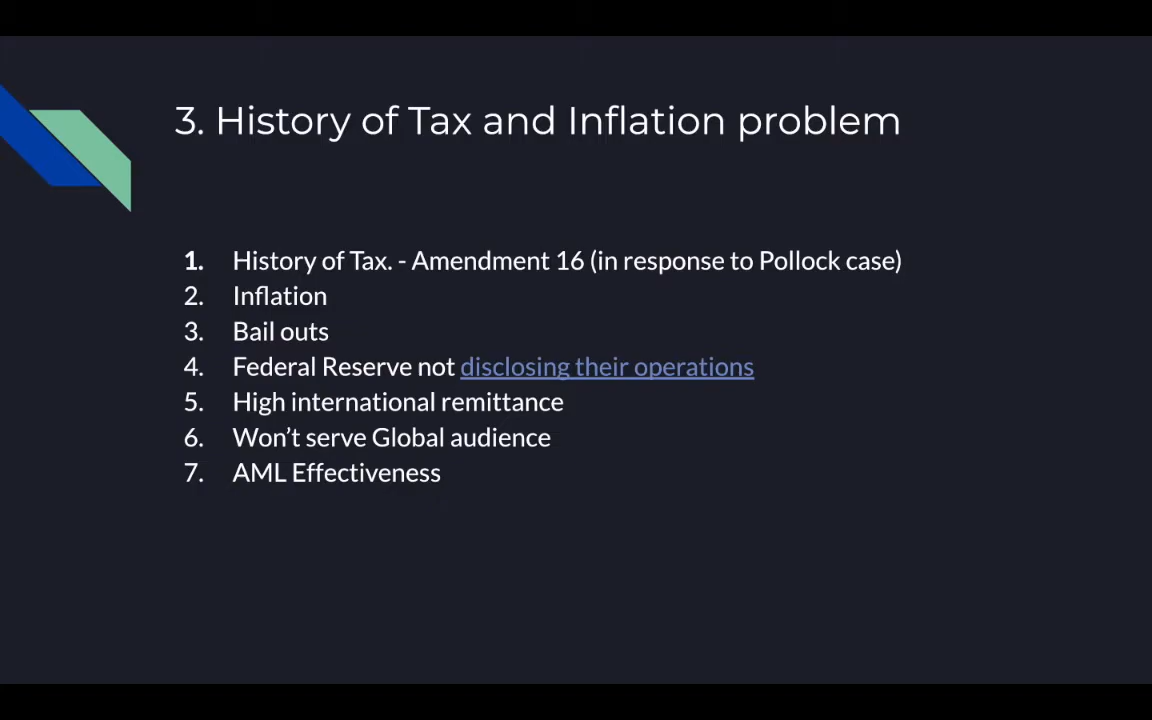 3. History of Tax and Inflation problem
1. History of Tax. - Amendment 16 (in response to Pollock case)
2. Inflation
3. Bail outs
4. Federal Reserve not disclosing their operations
5. High international remittance
6. Won’t serve Global audience
7. AML Effectiveness